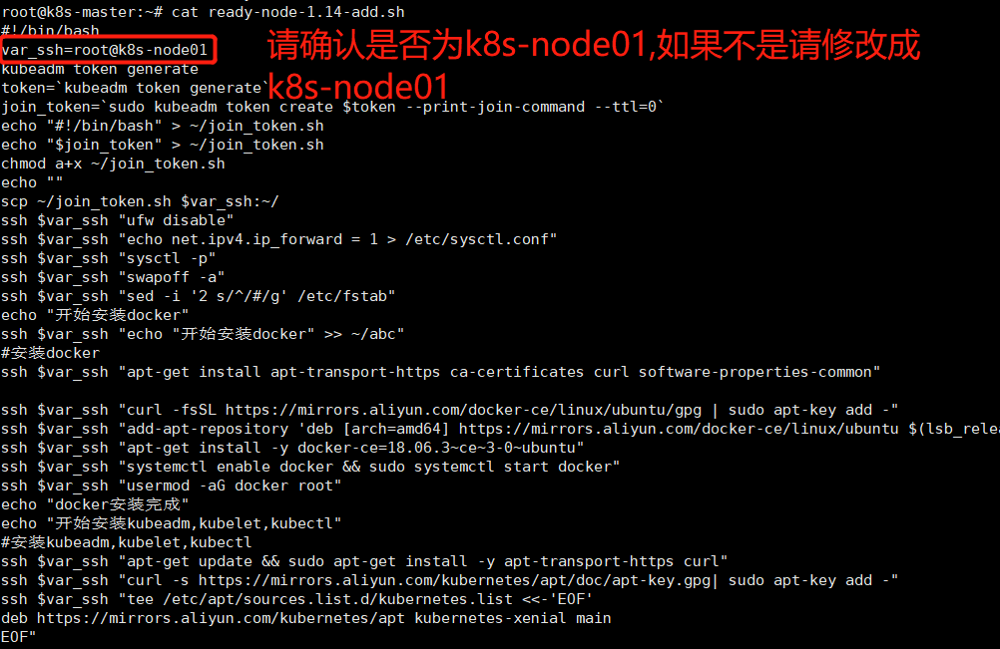 root@k8s-master:~# cat ready-node-1.14-add.sh
#!/bin/bash
var_ssh=root@k8s-node01
请确认是否为k8s-node01,如果不是请修改成
k8s-node01
kubeadm token generate
token=`kubeadm token generate`
join_token=`sudo kubeadm token create $token --print-join-command --ttl=0`
echo "#!/bin/bash" > ~/join_token.sh
echo "$join_token" > ~/join_token.sh
chmod a+x ~/join_token.sh
echo ""
scp ~/join_token.sh $var_ssh:~/
ssh $var_ssh "ufw disable"
ssh $var_ssh "echo net.ipv4.ip_forward = 1 > /etc/sysctl.conf"
ssh $var_ssh "sysctl -p"
ssh $var_ssh "swapoff -a"
ssh $var_ssh "sed -i '2 s/^/#/g' /etc/fstab"
echo "开始安装docker"
ssh $var_ssh "echo "开始安装docker" >> ~/abc"
#安装docker
ssh $var_ssh "apt-get install apt-transport-https ca-certificates curl software-properties-common"
ssh $var_ssh "curl -fsSL https://mirrors.aliyun.com/docker-ce/linux/ubuntu/gpg | sudo apt-key add -"
ssh $var_ssh "add-apt-repository 'deb [arch=amd64] https://mirrors.aliyun.com/docker-ce/linux/ubuntu $(lsb_relea
ssh $var_ssh "apt-get install -y docker-ce=18.06.3~ce~3-0~ubuntu"
ssh $var_ssh "systemctl enable docker && sudo systemctl start docker"
ssh $var_ssh "usermod -aG docker root"
echo "docker安装完成"
echo "开始安装kubeadm,kubelet,kubectl"
#安装kubeadm,kubelet,kubectl
ssh $var_ssh "apt-get update && sudo apt-get install -y apt-transport-https curl"
ssh $var_ssh "curl -s https://mirrors.aliyun.com/kubernetes/apt/doc/apt-key.gpg| sudo apt-key add -"
ssh $var_ssh "tee /etc/apt/sources.list.d/kubernetes.list <<-'EOF'
deb https://mirrors.aliyun.com/kubernetes/apt kubernetes-xenial main
EOF"